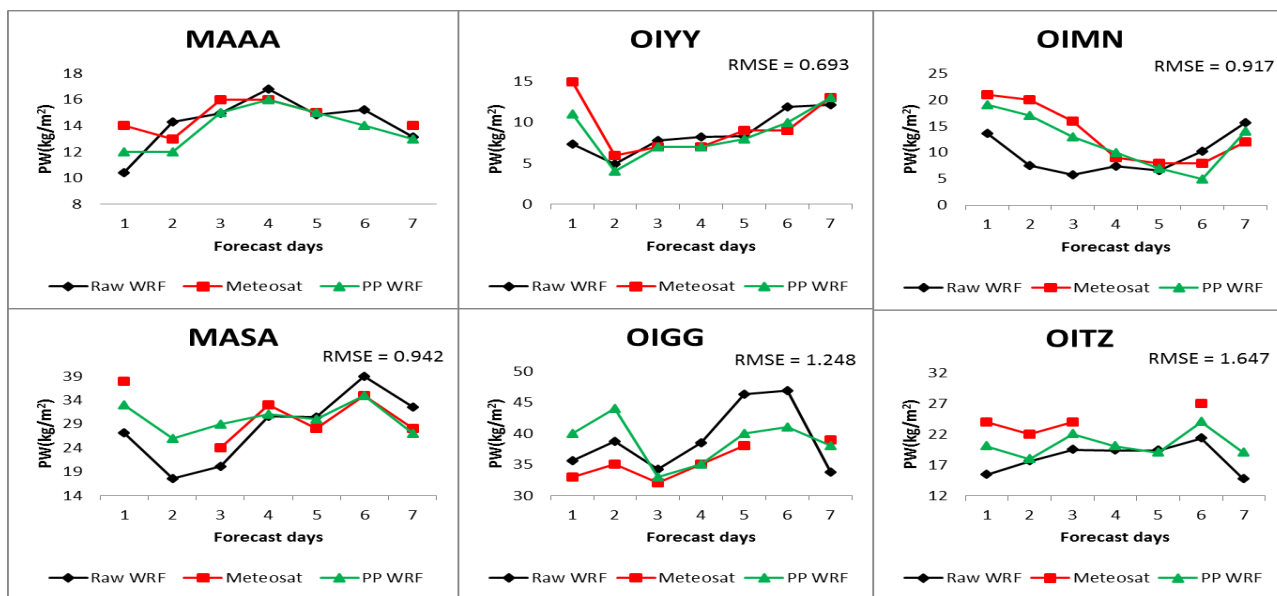 MAAA
18
16
14
12
10
8
PW(kg/m²)
1 2 3 4 5 6 7
Forecast days
Raw WRF Meteosat PP WRF
OIYY
RMSE = 0.693
15
10
5
0
PW(kg/m²)
1 2 3 4 5 6 7
Forecast days
Raw WRF Meteosat PP WRF
OIMN
RMSE = 0.917
25
20
15
10
5
0
PW(kg/m²)
1 2 3 4 5 6 7
Forecast days
Raw WRF Meteosat PP WRF
MASA
RMSE = 0.942
39
34
29
24
19
14
PW(kg/m²)
1 2 3 4 5 6 7
Forecast days
Raw WRF Meteosat PP WRF
OIGG
RMSE = 1.248
50
45
40
35
30
PW(kg/m²)
1 2 3 4 5 6 7
Forecast days
Raw WRF Meteosat PP WRF
OITZ
RMSE = 1.647
32
27
22
17
12
PW(kg/m²)
1 2 3 4 5 6 7
Forecast days
Raw WRF Meteosat PP WRF